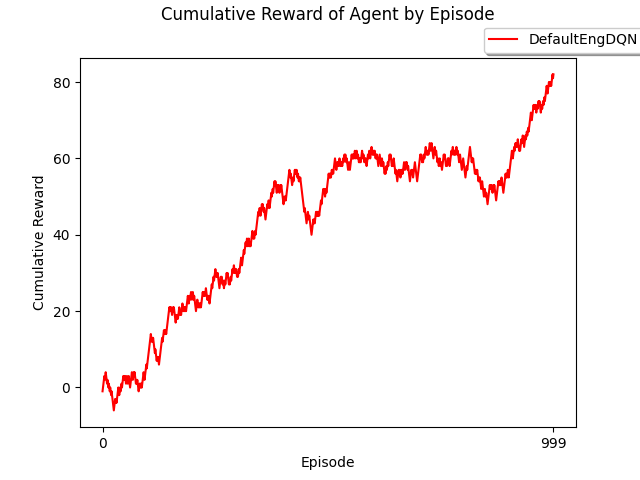 Cumulative Reward of Agent by Episode
DefaultEngDQN
80
60
40
20
0
Cumulative Reward
0
999
Episode